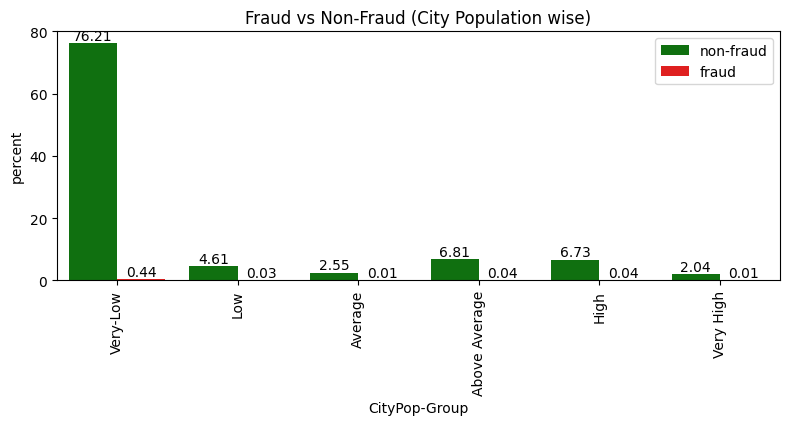 Fraud vs Non-Fraud (City Population wise)
80
60
40
20
0
percent
76.21
0.44
4.61
0.03
2.55
0.01
6.81
0.04
6.73
0.04
2.04
0.01
non-fraud
fraud
Very-Low
Low
Average
Above Average
High
Very High
CityPop-Group